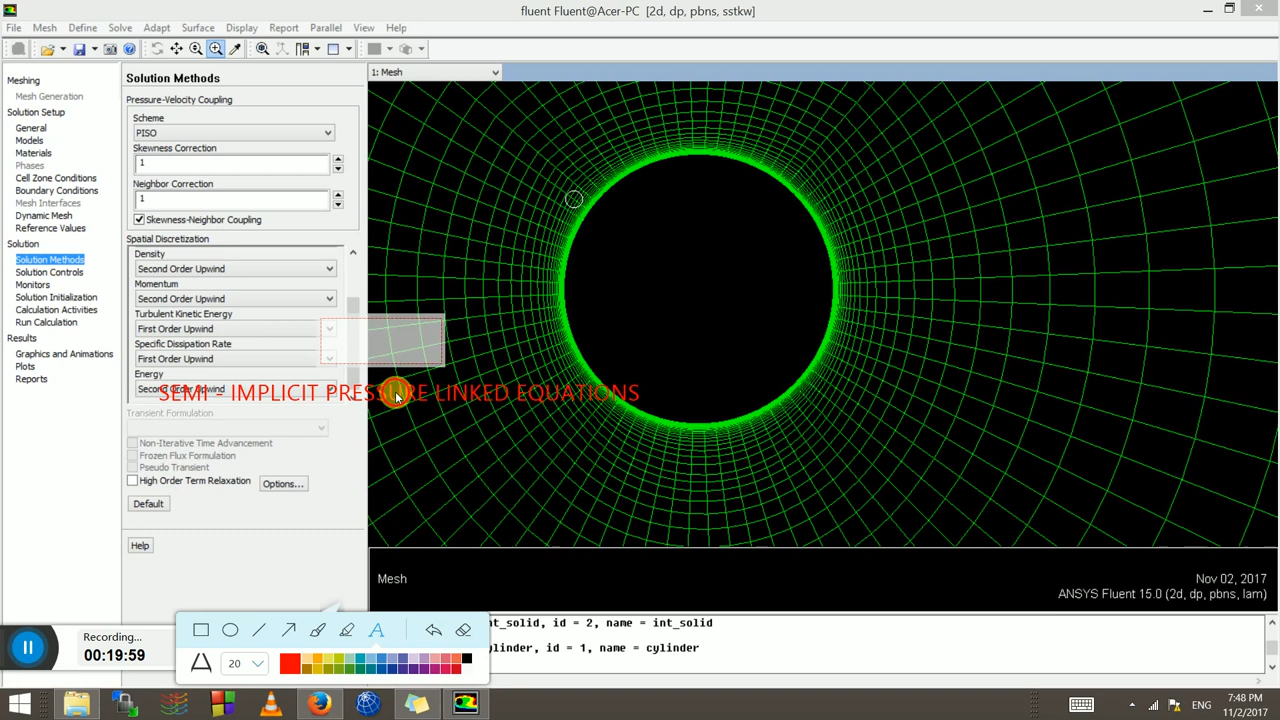 fluent Fluent@Acer-PC [2d, dp, pbns, sstkw]
File Mesh Define Solve Adapt Surface Display Report Parallel View Help
Meshing
Mesh Generation
Solution Setup
General
Models
Materials
Phases
Cell Zone Conditions
Boundary Conditions
Mesh Interfaces
Dynamic Mesh
Reference Values
Solution
Solution Methods
Solution Controls
Monitors
Solution Initialization
Calculation Activities
Run Calculation
Results
Graphics and Animations
Plots
Reports
Solution Methods
Pressure-Velocity Coupling
Scheme
PISO
Skewness Correction
1
Neighbor Correction
1
Skewness-Neighbor Coupling
Spatial Discretization
Density
Second Order Upwind
Momentum
Second Order Upwind
Turbulent Kinetic Energy
First Order Upwind
Specific Dissipation Rate
First Order Upwind
Energy
Second Order Upwind
SEMI - IMPLICIT PRESSURE LINKED EQUATIONS
Transient Formulation
Non-Iterative Time Advancement
Frozen Flux Formulation
Pseudo Transient
High Order Term Relaxation
Options...
Default
Help
1: Mesh
Mesh
Nov 02, 2017
ANSYS Fluent 15.0 (2d, dp, pbns, lam)
nt_solid, id = 2, name = int_solid
ylinder, id = 1, name = cylinder
Recording...
00:19:59
20
ENG
7:48 PM
11/2/2017